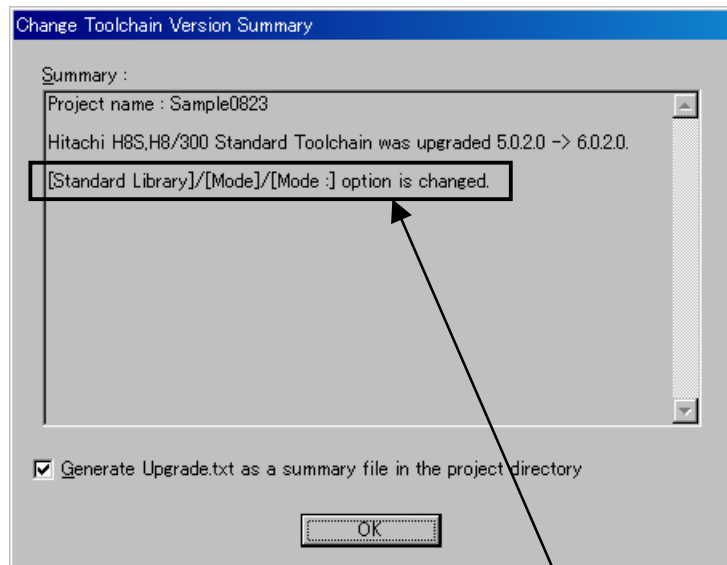 Change Toolchain Version Summary
Summary :
Project name : Sample0823
Hitachi H8S,H8/300 Standard Toolchain was upgraded 5.0.2.0 -> 6.0.2.0.
[Standard Library]/[Mode]/[Mode :] option is changed.
Generate Upgrade.txt as a summary file in the project directory
OK